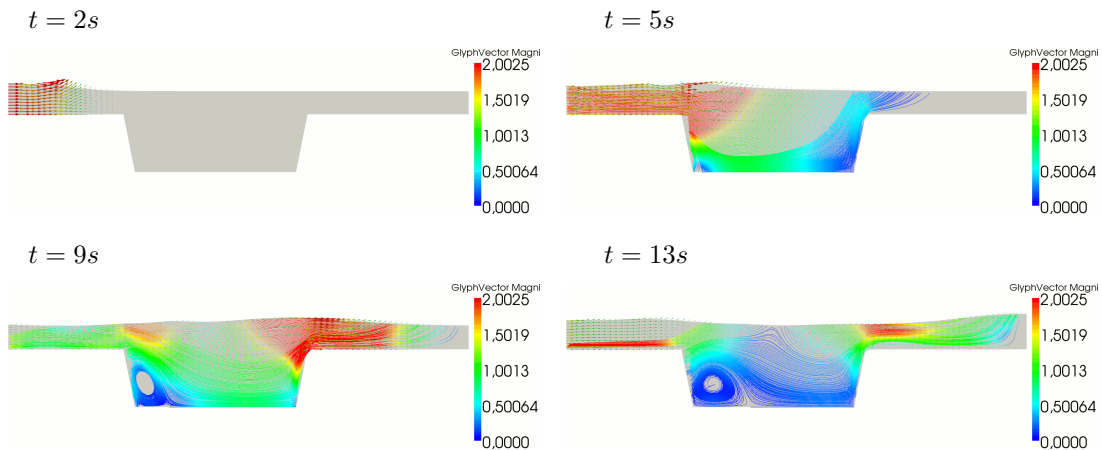 t = 2s
t = 5s
GlyphVector Magni
2,0025
1,5019
1,0013
0,50064
0,0000
GlyphVector Magni
2,0025
1,5019
1,0013
0,50064
0,0000
t = 9s
t = 13s
GlyphVector Magni
2,0025
1,5019
1,0013
0,50064
0,0000
GlyphVector Magni
2,0025
1,5019
1,0013
0,50064
0,0000